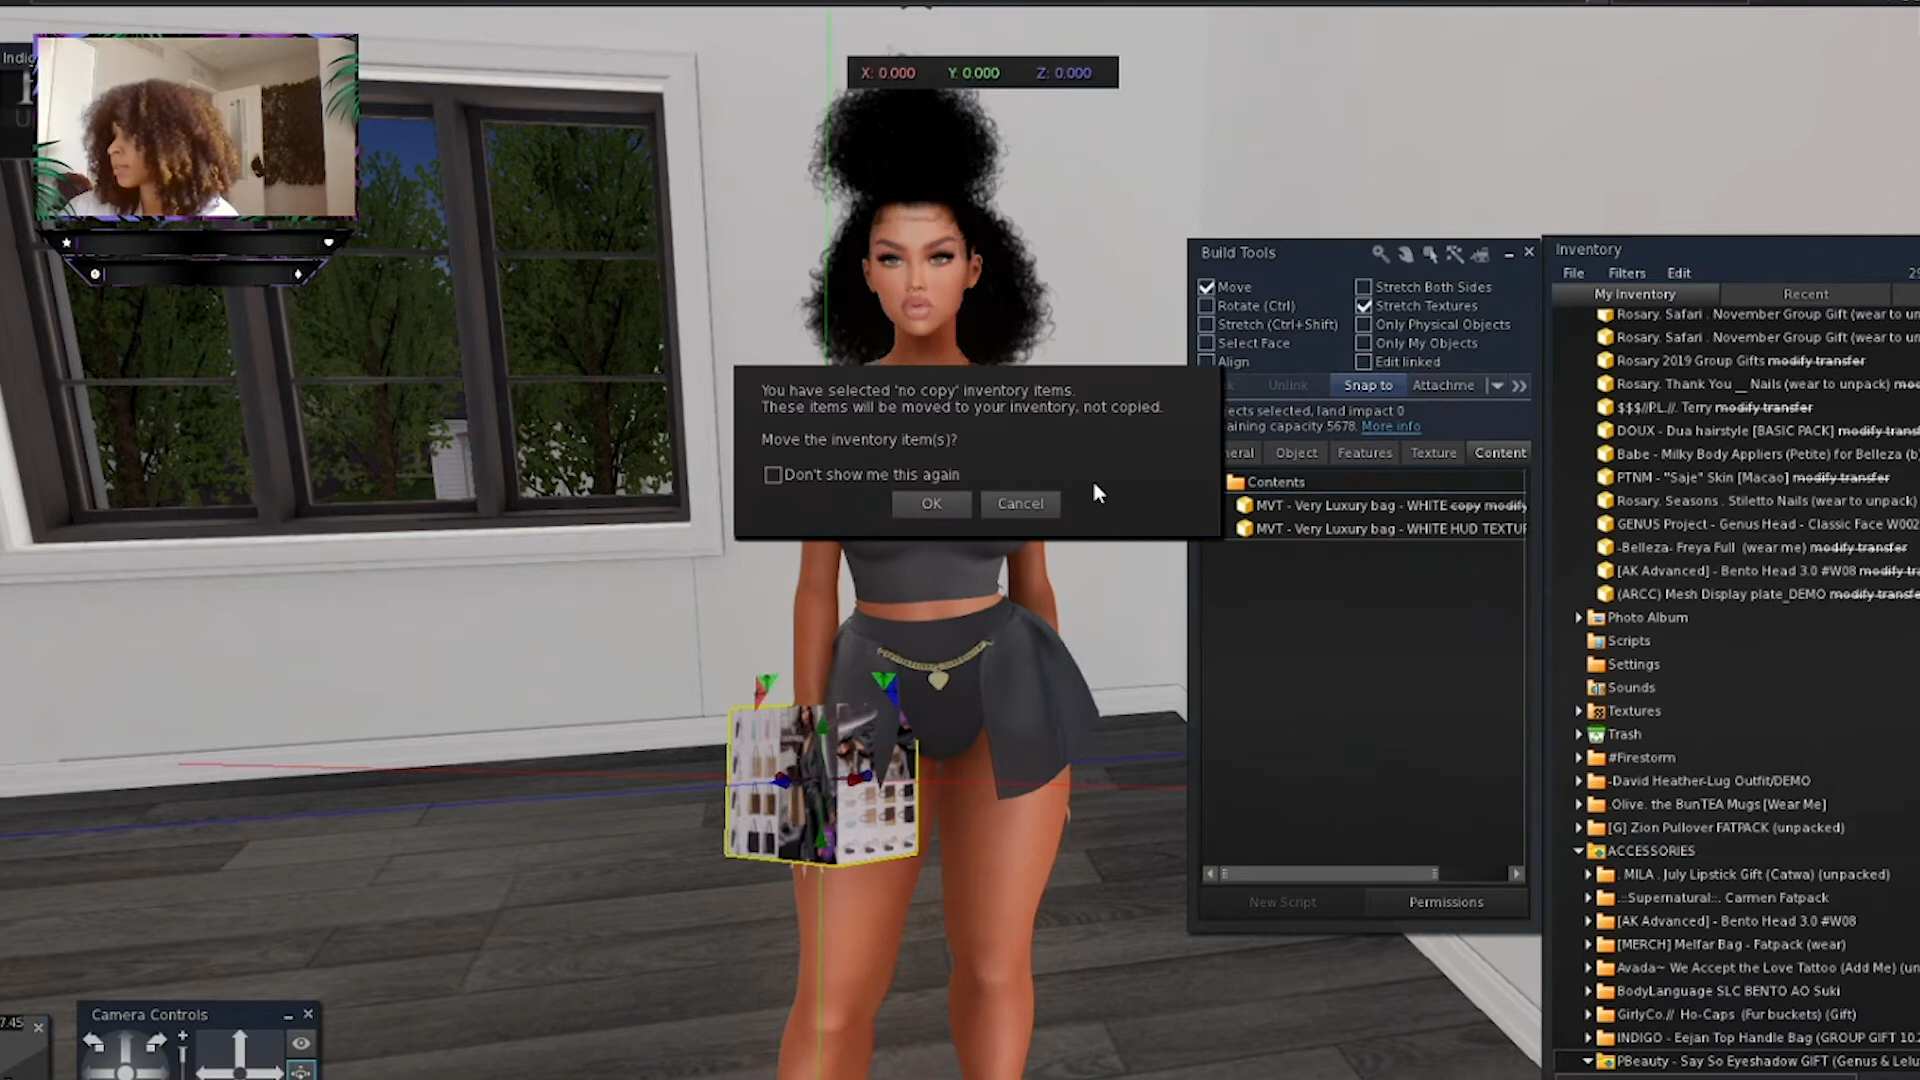 Indi
X: 0.000 Y: 0.000 Z: 0.000
Build Tools
Move
Stretch Both Sides
Rotate (Ctrl)
Stretch Textures
Stretch (Ctrl+Shift)
Only Physical Objects
Select Face
Only My Objects
Align
Edit linked
k Unlink Snap to Attachme
ects selected, land impact 0
aining capacity 5678. More info
neral Object Features Texture Content
Contents
MVT - Very Luxury bag - WHITE copy modify
MVT - Very Luxury bag - WHITE HUD TEXTUR
New Script Permissions
You have selected 'no copy' inventory items.
These items will be moved to your inventory, not copied.
Move the inventory item(s)?
Don't show me this again
OK Cancel
Inventory
File Filters Edit
My Inventory Recent
Rosary. Safari . November Group Gift (wear to un
Rosary. Safari . November Group Gift (wear to un
Rosary 2019 Group Gifts modify transfer
Rosary. Thank You __ Nails (wear to unpack) mo
$$$//P.L.//. Terry modify transfer
DOUX - Dua hairstyle [BASIC PACK] modify transf
Babe - Milky Body Appliers (Petite) for Belleza (b
PTNM - "Saje" Skin [Macao] modify transfer
Rosary. Seasons . Stiletto Nails (wear to unpack)
GENUS Project - Genus Head - Classic Face W002
-Belleza- Freya Full (wear me) modify transfer
[AK Advanced] - Bento Head 3.0 #W08 modify tra
(ARCC) Mesh Display plate_DEMO modify transfe
Photo Album
Scripts
Settings
Sounds
Textures
Trash
#Firestorm
-David Heather-Lug Outfit/DEMO
.Olive. the BunTEA Mugs [Wear Me]
[G] Zion Pullover FATPACK (unpacked)
ACCESSORIES
. MILA . July Lipstick Gift (Catwa) (unpacked)
.::Supernatural::. Carmen Fatpack
[AK Advanced] - Bento Head 3.0 #W08
[MERCH] Melfar Bag - Fatpack (wear)
Avada~ We Accept the Love Tattoo (Add Me) (un
BodyLanguage SLC BENTO AO Suki
GirlyCo.// Ho-Caps (Fur buckets) (Gift)
INDIGO - Eejan Top Handle Bag (GROUP GIFT 10.2
PBeauty - Say So Eyeshadow GIFT (Genus & Lelu
Camera Controls
7.45